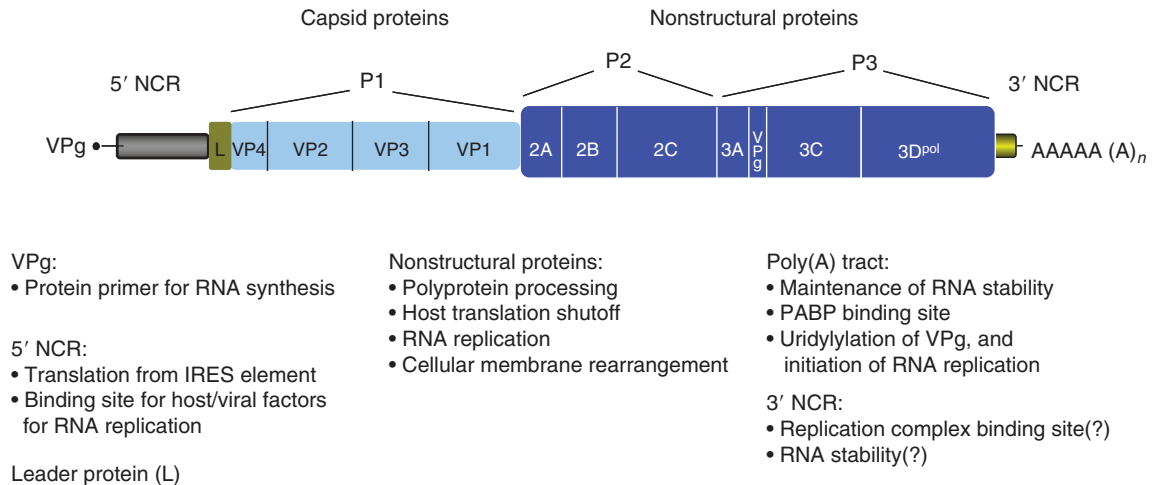 Capsid proteins
Nonstructural proteins
5′ NCR
P1
P2
P3
3′ NCR
VPg
L
VP4
VP2
VP3
VP1
2A
2B
2C
3A
VPg
3C
3Dpol
AAAAA (A)n
VPg:
• Protein primer for RNA synthesis
5′ NCR:
• Translation from IRES element
• Binding site for host/viral factors
for RNA replication
Leader protein (L)
Nonstructural proteins:
• Polyprotein processing
• Host translation shutoff
• RNA replication
• Cellular membrane rearrangement
Poly(A) tract:
• Maintenance of RNA stability
• PABP binding site
• Uridylylation of VPg, and
initiation of RNA replication
3′ NCR:
• Replication complex binding site(?)
• RNA stability(?)